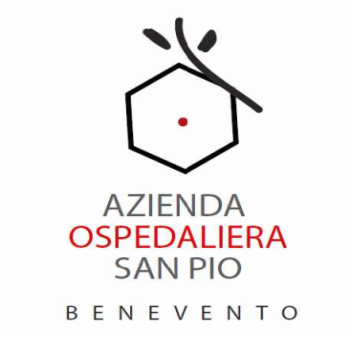 AZIENDA
OSPEDALIERA
SAN PIO
BENEVENTO